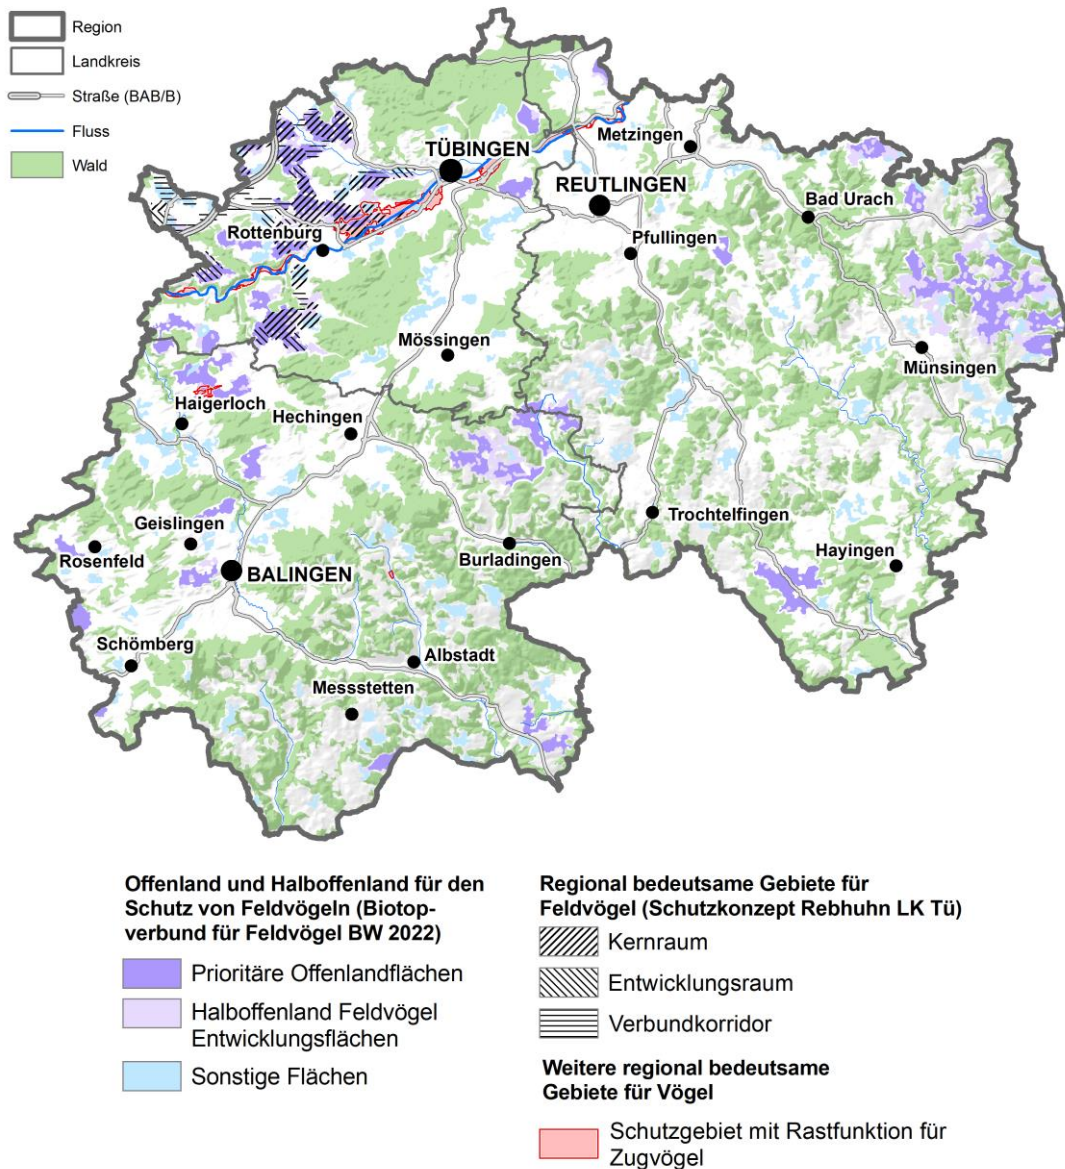 Region
Landkreis
Straße (BAB/B)
Fluss
Wald
Metzingen
TÜBINGEN
REUTLINGEN
Bad Urach
Rottenburg
Pfullingen
Mössingen
Münsingen
Haigerloch
Hechingen
Trochtelfingen
Geislingen
Rosenfeld
Burladingen
Hayingen
BALINGEN
Schömberg
Albstadt
Messstetten
Offenland und Halboffenland für den
Schutz von Feldvögeln (Biotop-
verbund für Feldvögel BW 2022)
Prioritäre Offenlandflächen
Halboffenland Feldvögel
Entwicklungsflächen
Sonstige Flächen
Regional bedeutsame Gebiete für
Feldvögel (Schutzkonzept Rebhuhn LK Tü)
Kernraum
Entwicklungsraum
Verbundkorridor
Weitere regional bedeutsame
Gebiete für Vögel
Schutzgebiet mit Rastfunktion für
Zugvögel